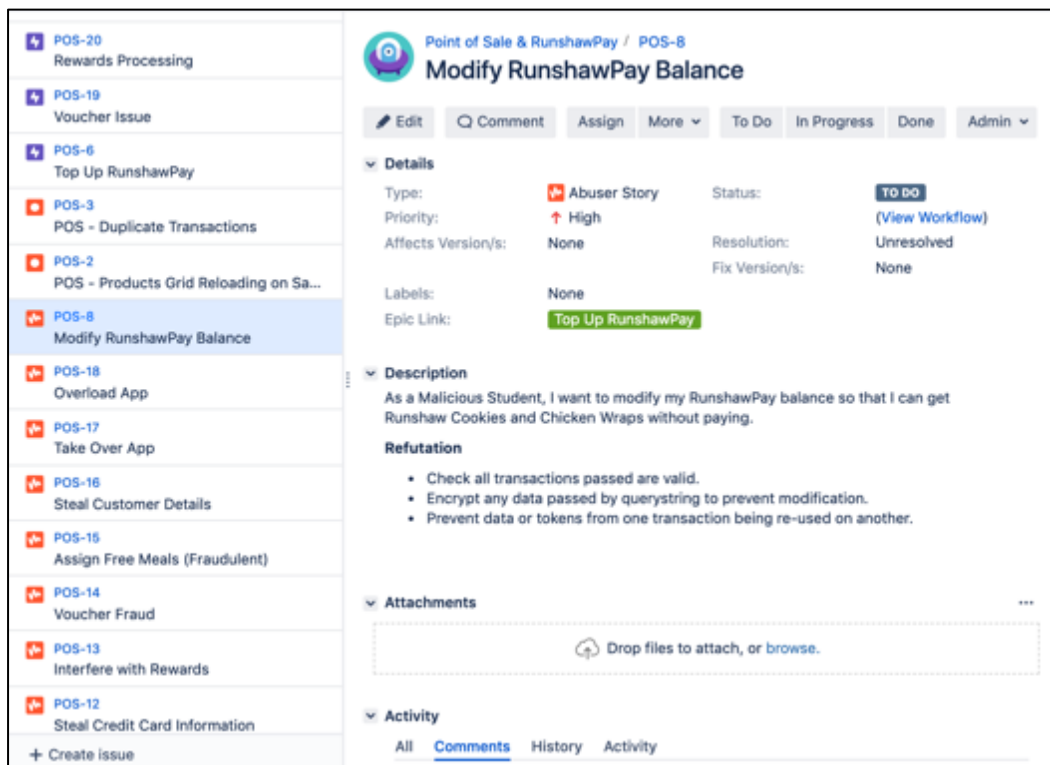 POS-20
Rewards Processing
POS-19
Voucher Issue
POS-6
Top Up RunshawPay
POS-3
POS - Duplicate Transactions
POS-2
POS - Products Grid Reloading on Sa...
POS-8
Modify RunshawPay Balance
POS-18
Overload App
POS-17
Take Over App
POS-16
Steal Customer Details
POS-15
Assign Free Meals (Fraudulent)
POS-14
Voucher Fraud
POS-13
Interfere with Rewards
POS-12
Steal Credit Card Information
+ Create issue
Point of Sale & RunshawPay / POS-8
Modify RunshawPay Balance
Edit Comment Assign More To Do In Progress Done Admin
Details
Type: Abuser Story Status: TO DO
Priority: High (View Workflow)
Affects Version/s: None Resolution: Unresolved
Fix Version/s: None
Labels: None
Epic Link: Top Up RunshawPay
Description
As a Malicious Student, I want to modify my RunshawPay balance so that I can get
Runshaw Cookies and Chicken Wraps without paying.
Refutation
• Check all transactions passed are valid.
• Encrypt any data passed by querystring to prevent modification.
• Prevent data or tokens from one transaction being re-used on another.
Attachments
Drop files to attach, or browse.
Activity
All Comments History Activity